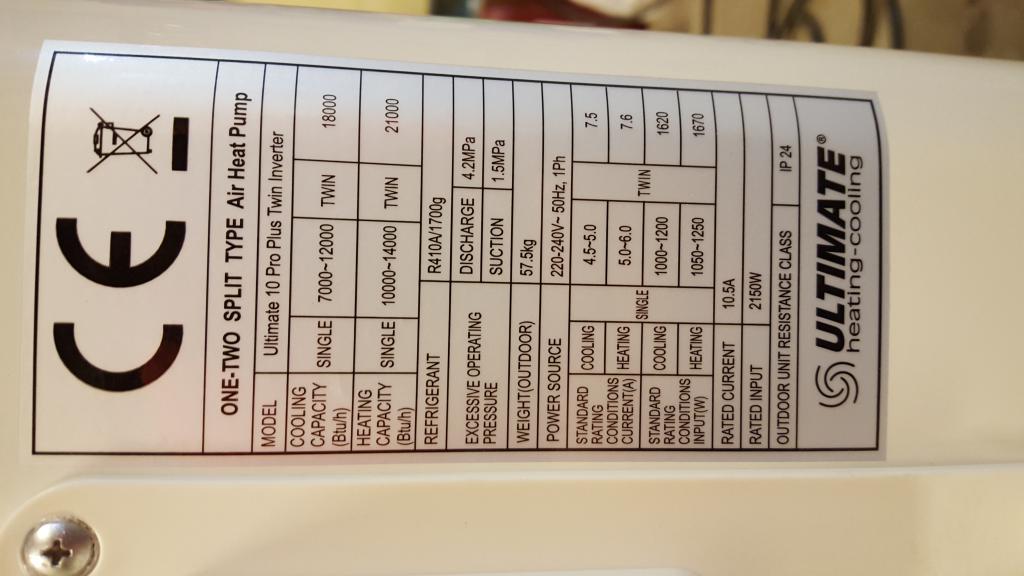 CE
ONE-TWO SPLIT TYPE Air Heat Pump
MODEL Ultimate 10 Pro Plus Twin Inverter
COOLING CAPACITY (Btu/h) SINGLE 7000~12000 TWIN 18000
HEATING CAPACITY (Btu/h) SINGLE 10000~14000 TWIN 21000
REFRIGERANT R410A/1700g
EXCESSIVE OPERATING PRESSURE DISCHARGE 4.2MPa
SUCTION 1.5MPa
WEIGHT(OUTDOOR) 57.5kg
POWER SOURCE 220-240V~ 50Hz, 1Ph
STANDARD RATING CONDITIONS CURRENT(A) COOLING SINGLE 4.5~5.0 TWIN 7.5
HEATING 5.0~6.0 7.6
STANDARD RATING CONDITIONS INPUT(W) COOLING 1000~1200 1620
HEATING 1050~1250 1670
RATED CURRENT 10.5A
RATED INPUT 2150W
OUTDOOR UNIT RESISTANCE CLASS IP 24
ULTIMATE®
heating-cooling